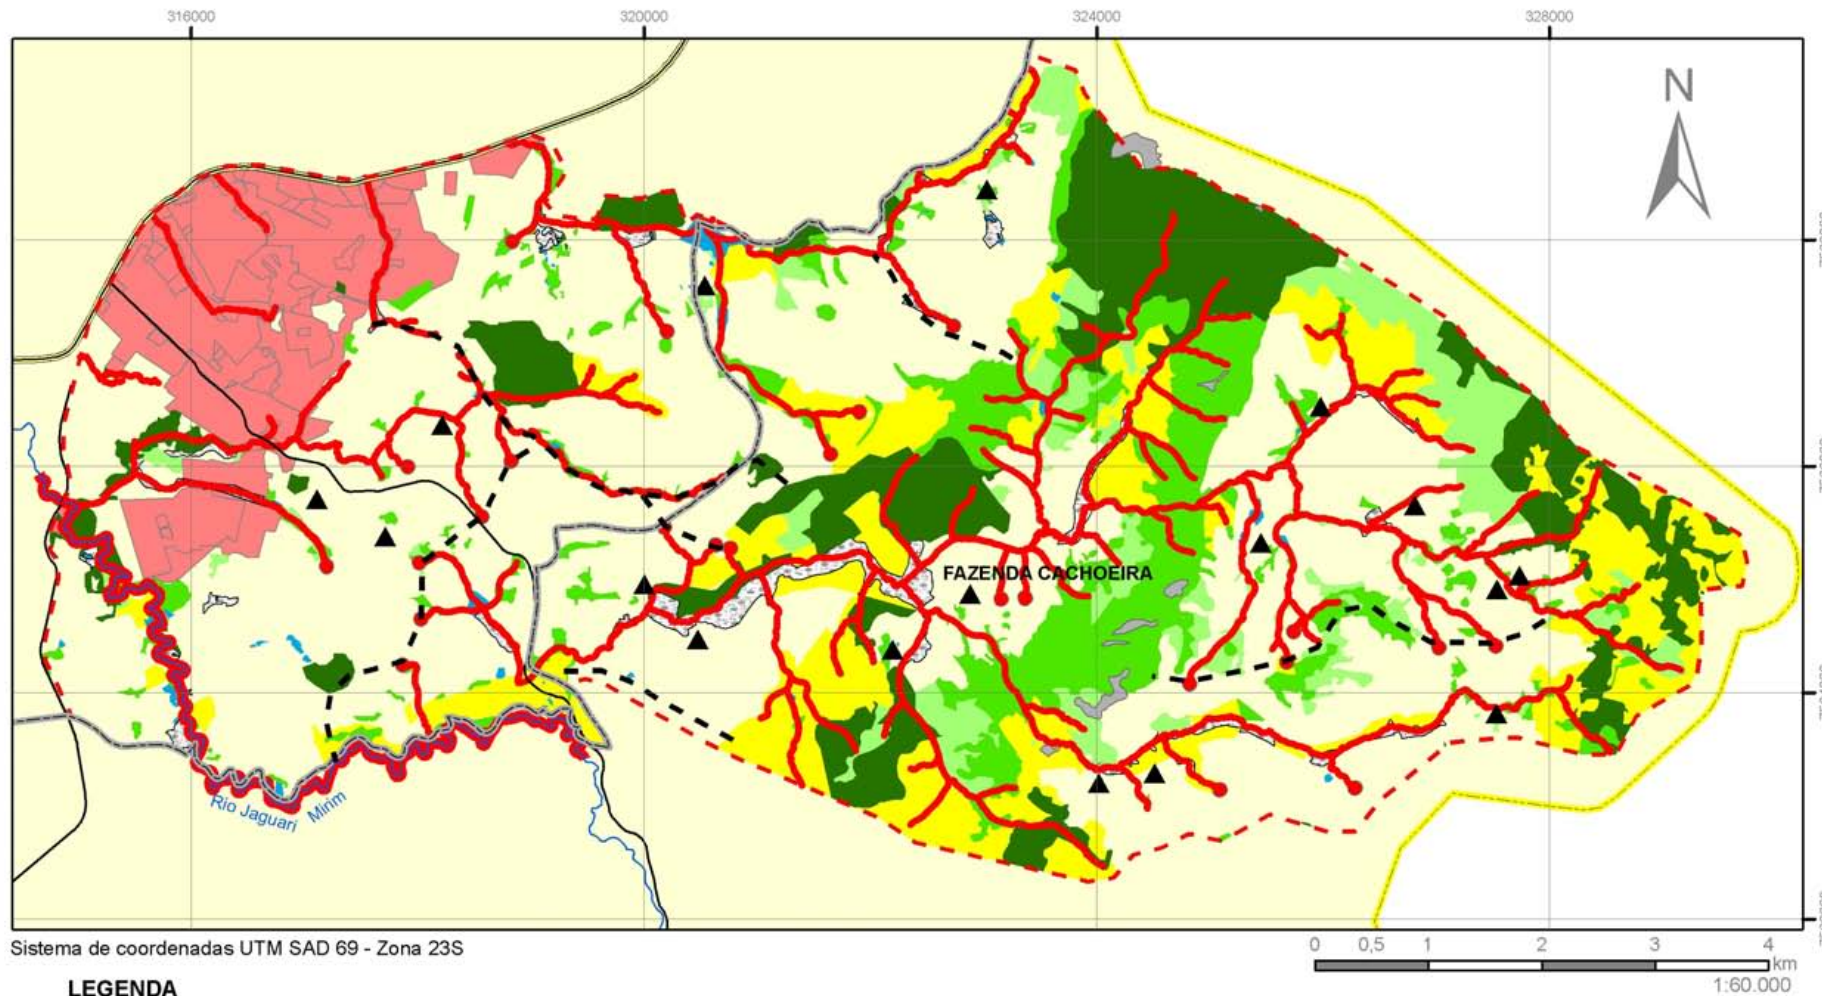 316000 320000 324000 328000
N
FAZENDA CACHOEIRA
Rio Jaguari Mirim
Sistema de coordenadas UTM SAD 69 - Zona 23S
0 0,5 1 2 3 4
km
1:60.000
LEGENDA